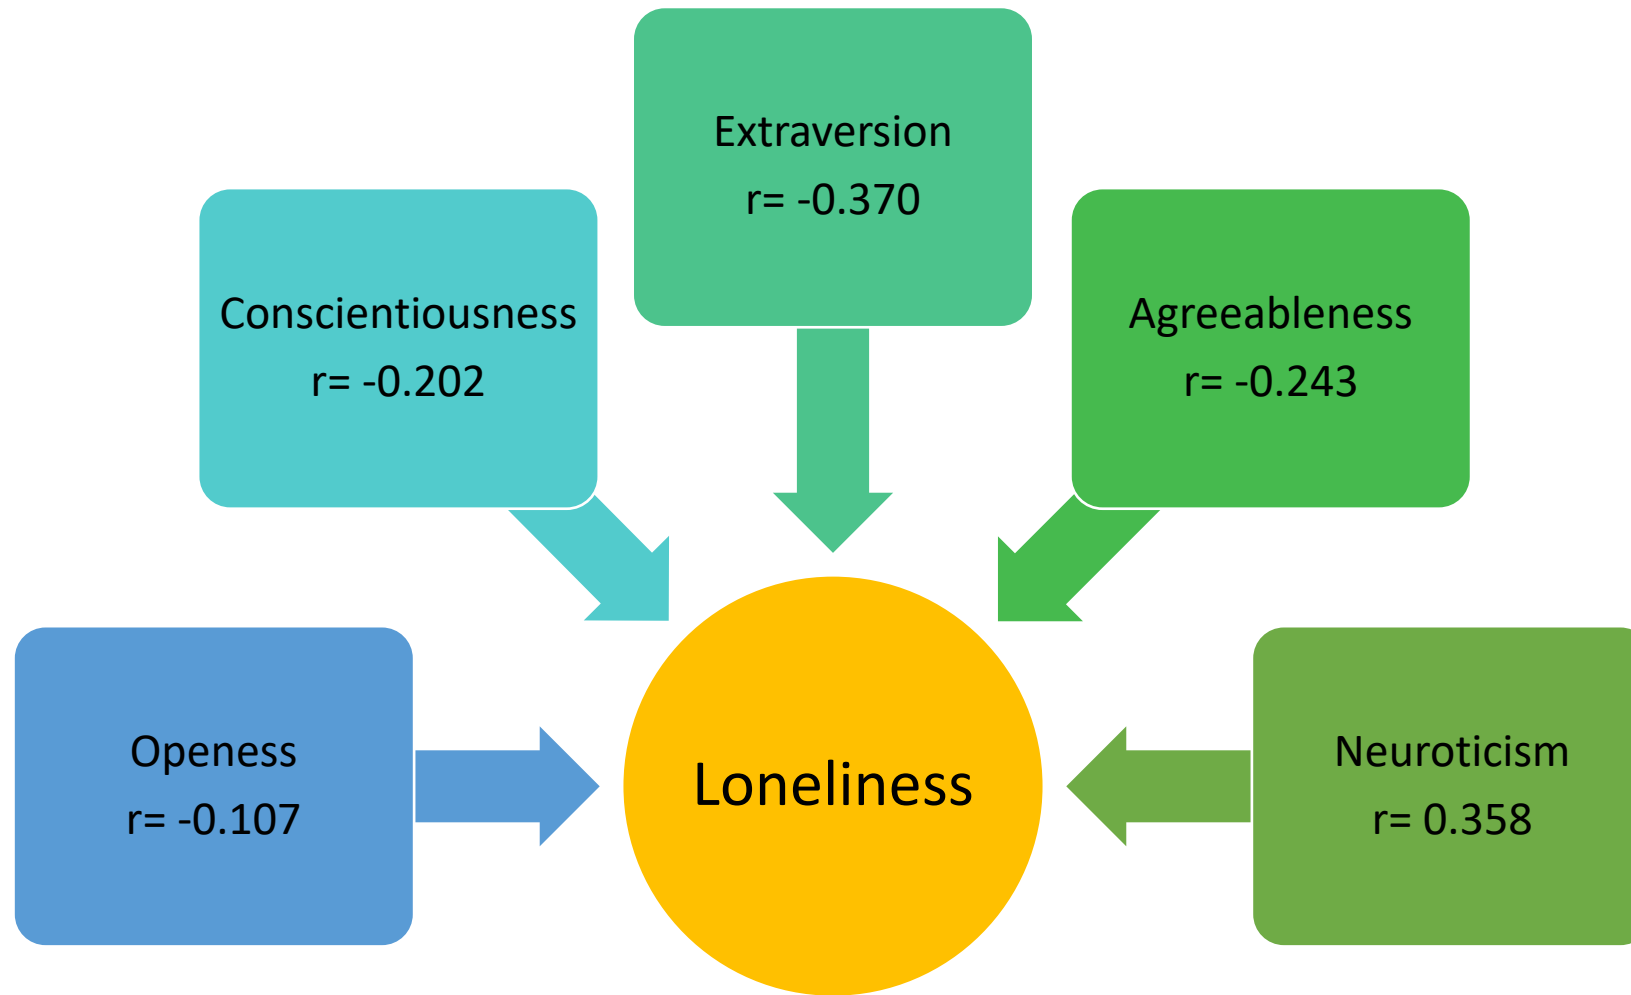 Extraversion
r= -0.370
Conscientiousness
r= -0.202
Agreeableness
r= -0.243
Openess
r= -0.107
Loneliness
Neuroticism
r= 0.358